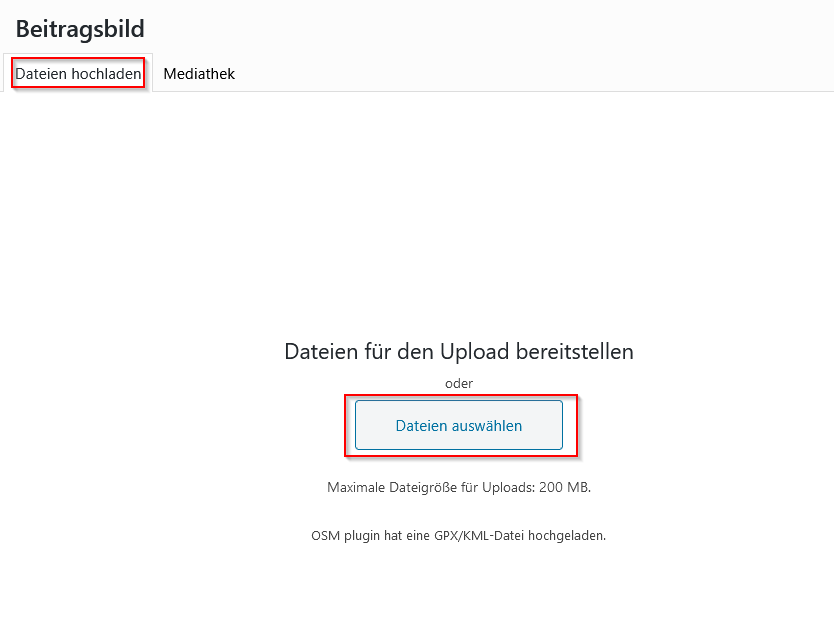 Beitragsbild
Dateien hochladen Mediathek
Dateien für den Upload bereitstellen
oder
Dateien auswählen
Maximale Dateigröße für Uploads: 200 MB.
OSM plugin hat eine GPX/KML-Datei hochgeladen.